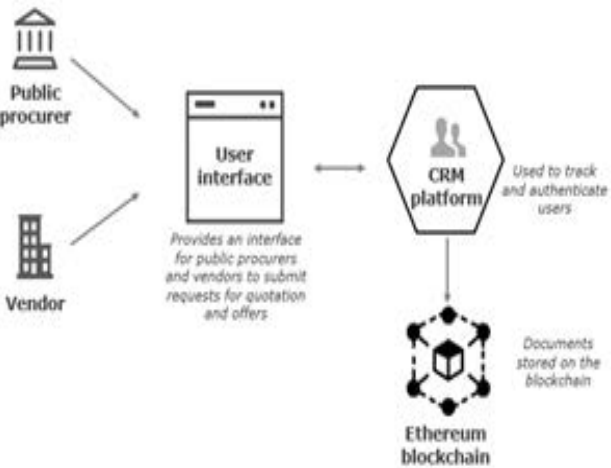 Public
procurer
User
interface
Provides an interface
for public procurers
and vendors to submit
requests for quotation
and offers
Vendor
CRM
platform
Used to track
and authenticate
users
Documents
stored on the
blockchain
Ethereum
blockchain